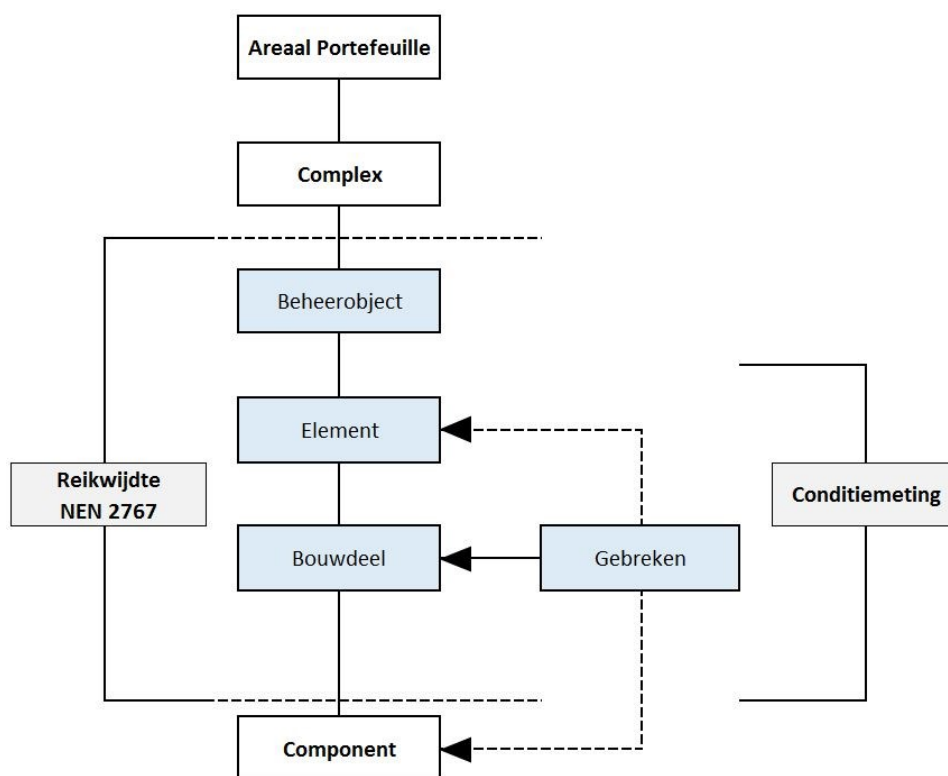 Areaal Portefeuille
Complex
Beheerobject
Element
Reikwijdte
NEN 2767
Conditiemeting
Bouwdeel
Gebreken
Component